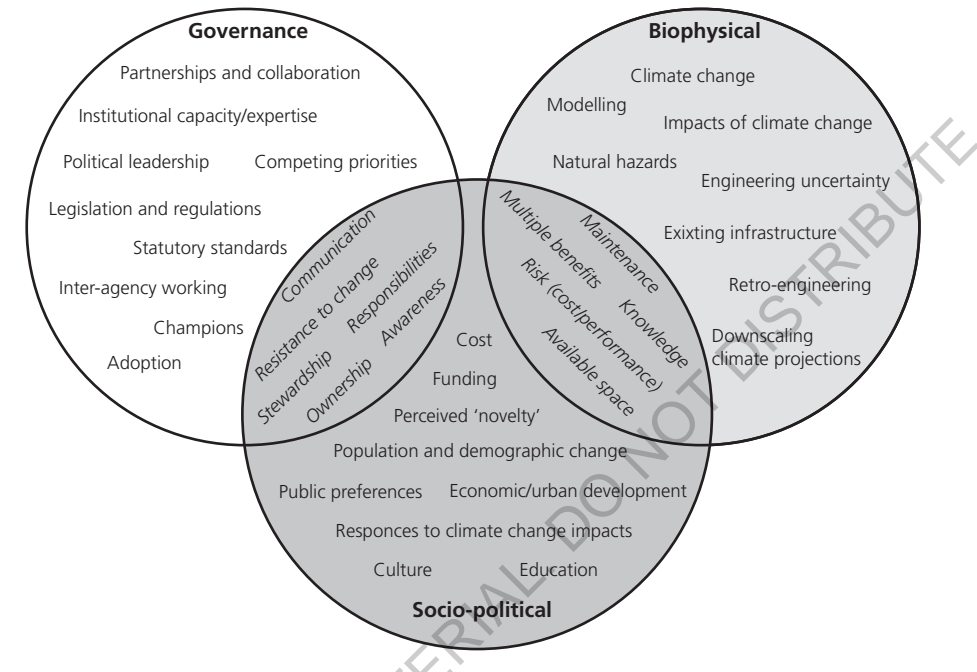 Governance
Partnerships and collaboration
Institutional capacity/expertise
Political leadership
Competing priorities
Legislation and regulations
Statutory standards
Inter-agency working
Champions
Adoption
Communication
Resistance to change
Responsibilities
Stewardship
Awareness
Ownership
Biophysical
Climate change
Modelling
Impacts of climate change
Natural hazards
Engineering uncertainty
Exixting infrastructure
Retro-engineering
Downscaling
climate projections
Multiple benefits
Maintenance
Risk (cost/performance)
Knowledge
Available space
Cost
Funding
Perceived ‘novelty’
Population and demographic change
Public preferences
Economic/urban development
Responces to climate change impacts
Culture
Education
Socio-political
TERIAL. DO NOT DISTRIBUTE